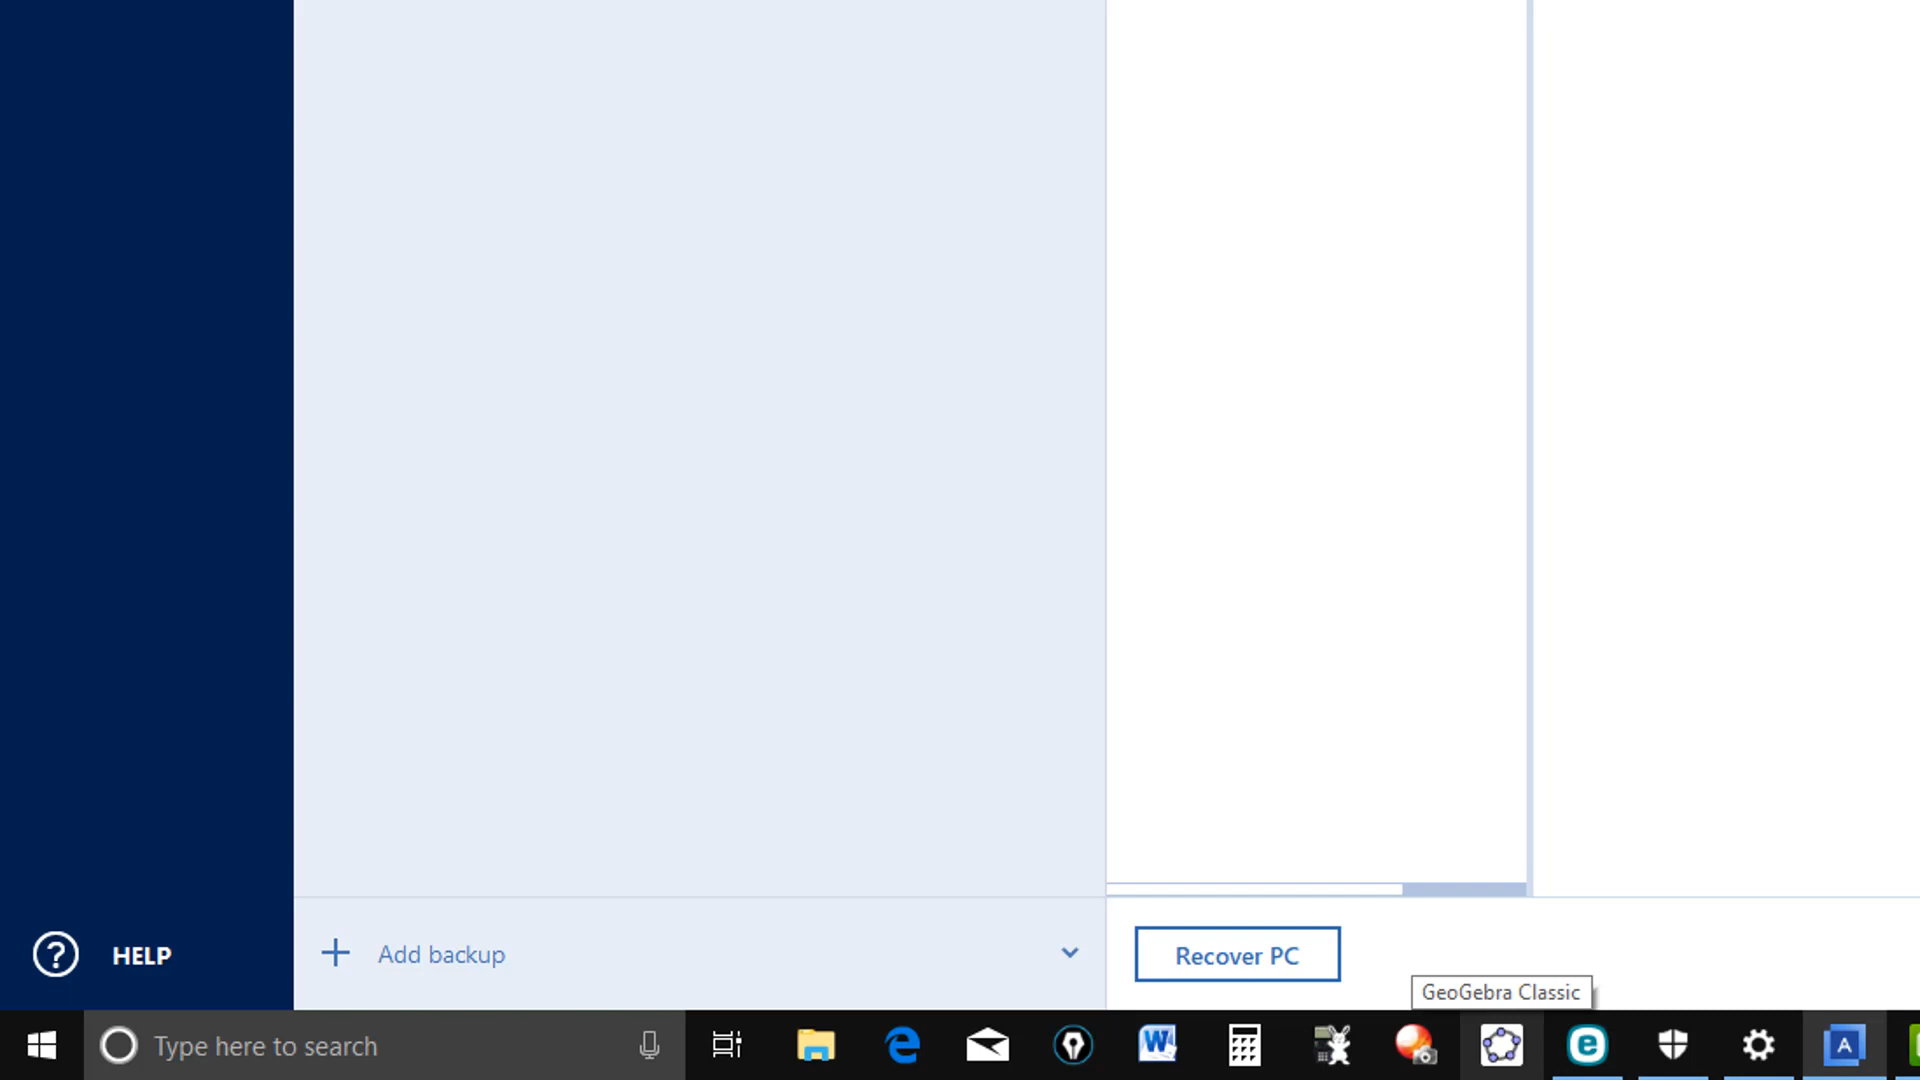 HELP
Add backup
Recover PC
GeoGebra Classic
Type here to search